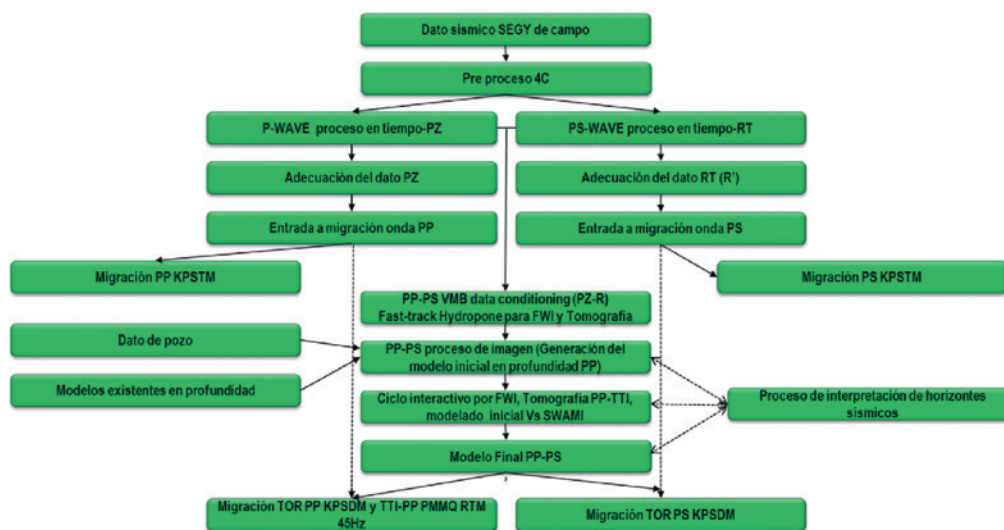 Dato sísmico SEGY de campo
Pre proceso 4C
P-WAVE proceso en tiempo-PZ
PS-WAVE proceso en tiempo-RT
Adecuación del dato PZ
Adecuación del dato RT (R')
Entrada a migración onda PP
Entrada a migración onda PS
Migración PP KPSTM
Migración PS KPSTM
PP-PS VMB data conditioning (PZ-R)
Fast-track Hydropone para FWI y Tomografía
Dato de pozo
PP-PS proceso de imagen (Generación del
modelo inicial en profundidad PP)
Modelos existentes en profundidad
Ciclo interactivo por FWI, Tomografía PP-TTI,
modelado inicial Vs SWAMI
Proceso de interpretación de horizontes
sísmicos
Modelo Final PP-PS
Migración TOR PP KPSDM y TTI-PP PMMQ RTM
45Hz
Migración TOR PS KPSDM